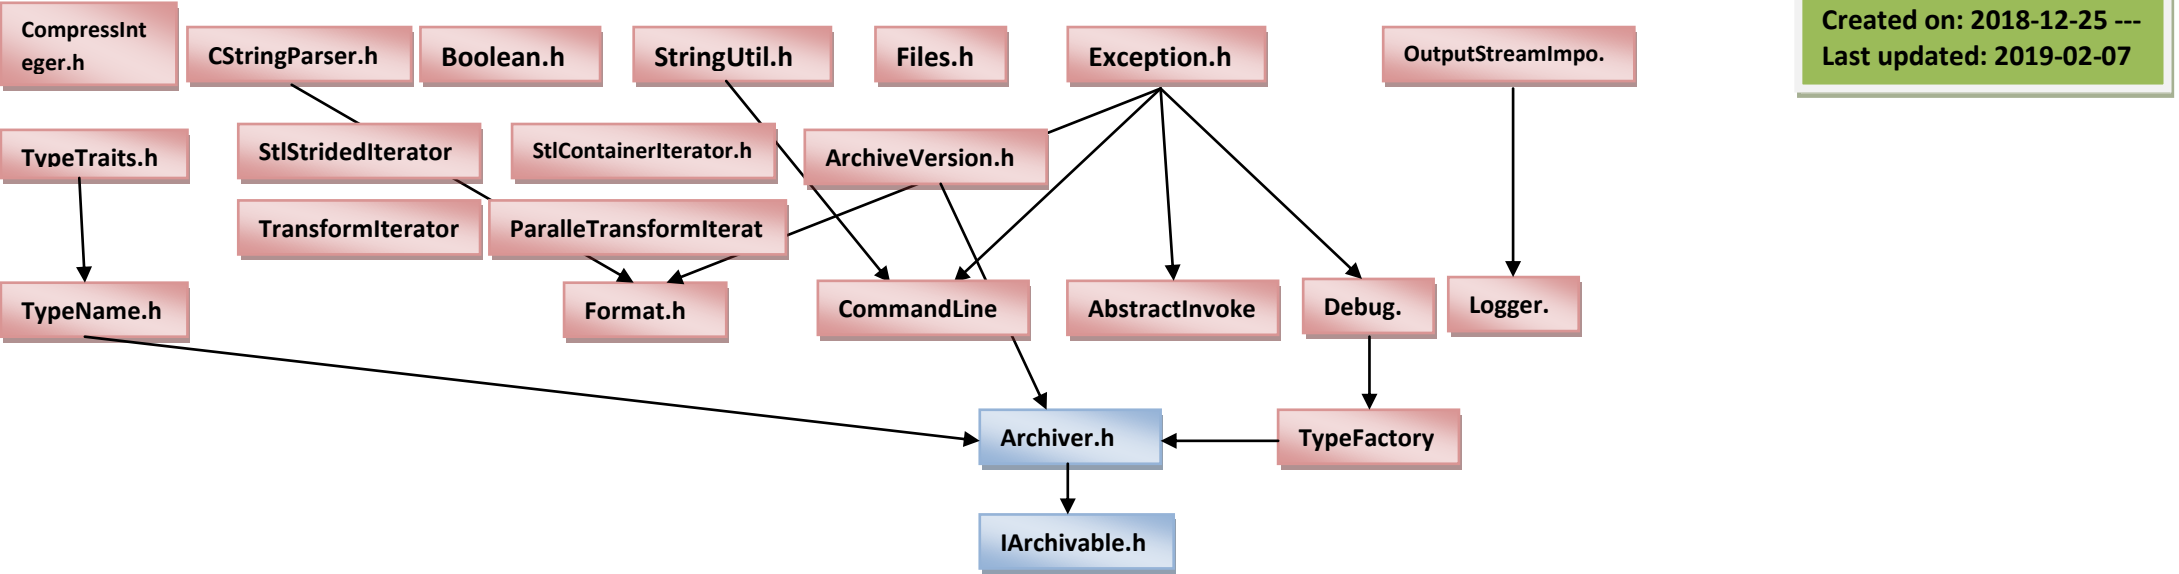 CompressInt
eger.h
CStringParser.h
Boolean.h
StringUtil.h
Files.h
Exception.h
OutputStreamImpo.
Created on: 2018-12-25 ---
Last updated: 2019-02-07
TypeTraits.h
StlStridedIterator
StlContainerIterator.h
ArchiveVersion.h
TransformIterator
ParalleTransformIterat
TypeName.h
Format.h
CommandLine
AbstractInvoke
Debug.
Logger.
Archiver.h
TypeFactory
IArchivable.h